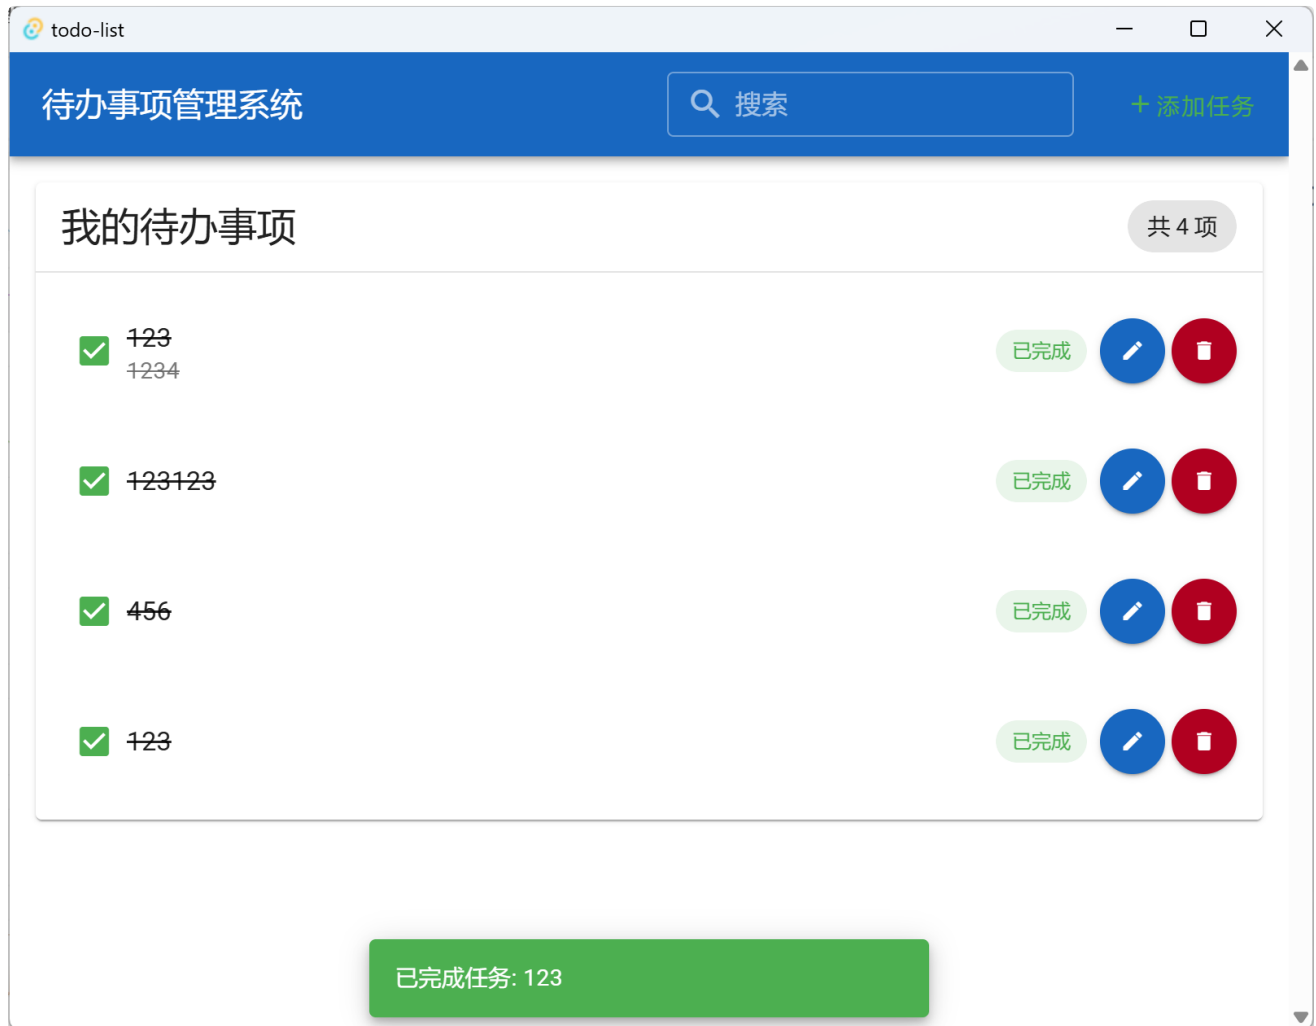 todo-list
待办事项管理系统
搜索
+ 添加任务
我的待办事项
共 4 项
123
1234
已完成
123123
已完成
456
已完成
123
已完成
已完成任务: 123